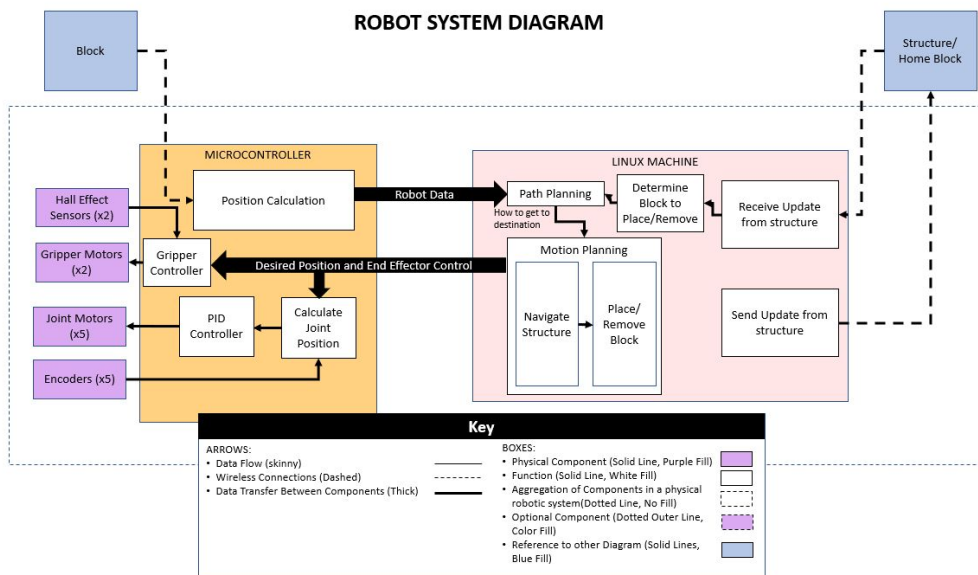 ROBOT SYSTEM DIAGRAM
Block
Structure/
Home Block
MICROCONTROLLER
LINUX MACHINE
Hall Effect
Sensors (x2)
Position Calculation
Robot Data
Path Planning
Determine
Block to
Place/Remove
Receive Update
from structure
How to get to
destination
Gripper Motors
(x2)
Gripper
Controller
Desired Position and End Effector Control
Motion Planning
Navigate
Structure
Place/
Remove
Block
Send Update from
structure
Joint Motors
(x5)
PID
Controller
Calculate
Joint
Position
Encoders (x5)
Key
ARROWS:
• Data Flow (skinny)
• Wireless Connections (Dashed)
• Data Transfer Between Components (Thick)
BOXES:
• Physical Component (Solid Line, Purple Fill)
• Function (Solid Line, White Fill)
• Aggregation of Components in a physical
robotic system(Dotted Line, No Fill)
• Optional Component (Dotted Outer Line,
Color Fill)
• Reference to other Diagram (Solid Lines,
Blue Fill)